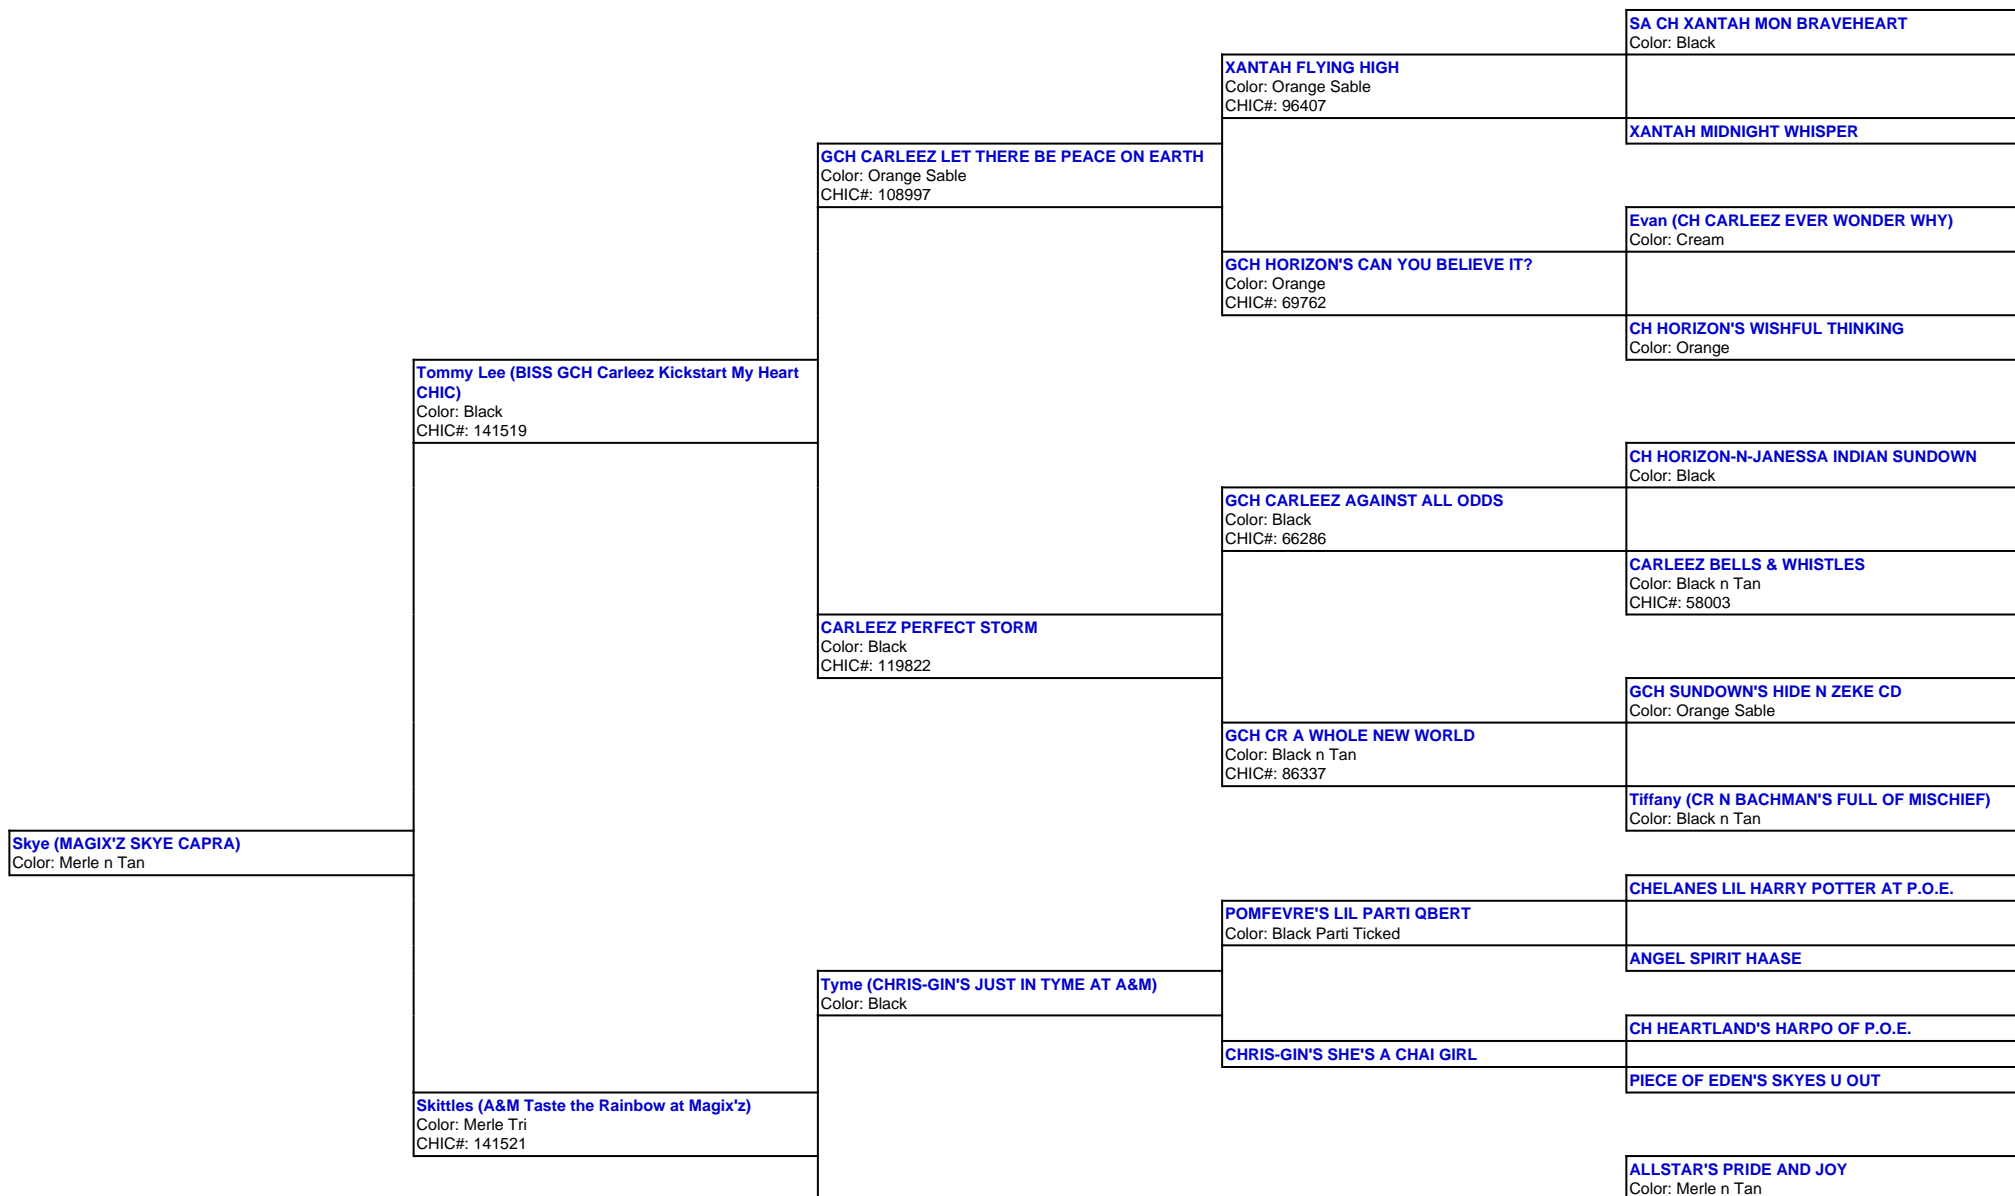 SA CH XANTAH MON BRAVEHEART
Color: Black
XANTAH FLYING HIGH
Color: Orange Sable
CHIC#: 96407
XANTAH MIDNIGHT WHISPER
GCH CARLEEZ LET THERE BE PEACE ON EARTH
Color: Orange Sable
CHIC#: 108997
Evan (CH CARLEEZ EVER WONDER WHY)
Color: Cream
GCH HORIZON'S CAN YOU BELIEVE IT?
Color: Orange
CHIC#: 69762
CH HORIZON'S WISHFUL THINKING
Color: Orange
Tommy Lee (BISS GCH Carleez Kickstart My Heart
CHIC)
Color: Black
CHIC#: 141519
CH HORIZON-N-JANESSA INDIAN SUNDOWN
Color: Black
GCH CARLEEZ AGAINST ALL ODDS
Color: Black
CHIC#: 66286
CARLEEZ BELLS & WHISTLES
Color: Black n Tan
CHIC#: 58003
CARLEEZ PERFECT STORM
Color: Black
CHIC#: 119822
GCH SUNDOWN'S HIDE N ZEKE CD
Color: Orange Sable
GCH CR A WHOLE NEW WORLD
Color: Black n Tan
CHIC#: 86337
Tiffany (CR N BACHMAN'S FULL OF MISCHIEF)
Color: Black n Tan
Skye (MAGIX'Z SKYE CAPRA)
Color: Merle n Tan
CHELANES LIL HARRY POTTER AT P.O.E.
POMFEVRE'S LIL PARTI QBERT
Color: Black Parti Ticked
ANGEL SPIRIT HAASE
Tyme (CHRIS-GIN'S JUST IN TYME AT A&M)
Color: Black
CH HEARTLAND'S HARPO OF P.O.E.
CHRIS-GIN'S SHE'S A CHAI GIRL
PIECE OF EDEN'S SKYES U OUT
Skittles (A&M Taste the Rainbow at Magix'z)
Color: Merle Tri
CHIC#: 141521
ALLSTAR'S PRIDE AND JOY
Color: Merle n Tan